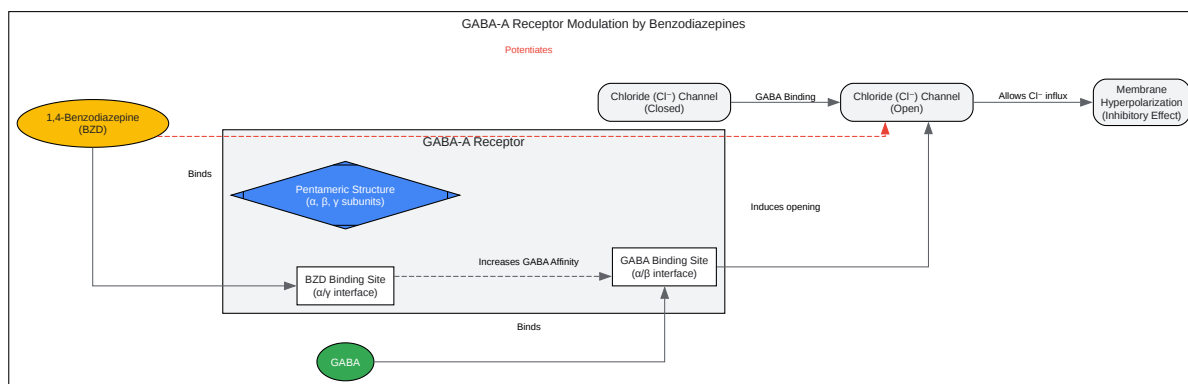 GABA-A Receptor Modulation by Benzodiazepines
Potentiates
Chloride (Cl⁻) Channel
(Closed)
GABA Binding
Chloride (Cl⁻) Channel
(Open)
Allows Cl⁻ influx
Membrane
Hyperpolarization
(Inhibitory Effect)
1,4-Benzodiazepine
(BZD)
GABA-A Receptor
Binds
Pentameric Structure
(α, β, γ subunits)
Induces opening
Increases GABA Affinity
GABA Binding Site
(α/β interface)
BZD Binding Site
(α/γ interface)
Binds
GABA